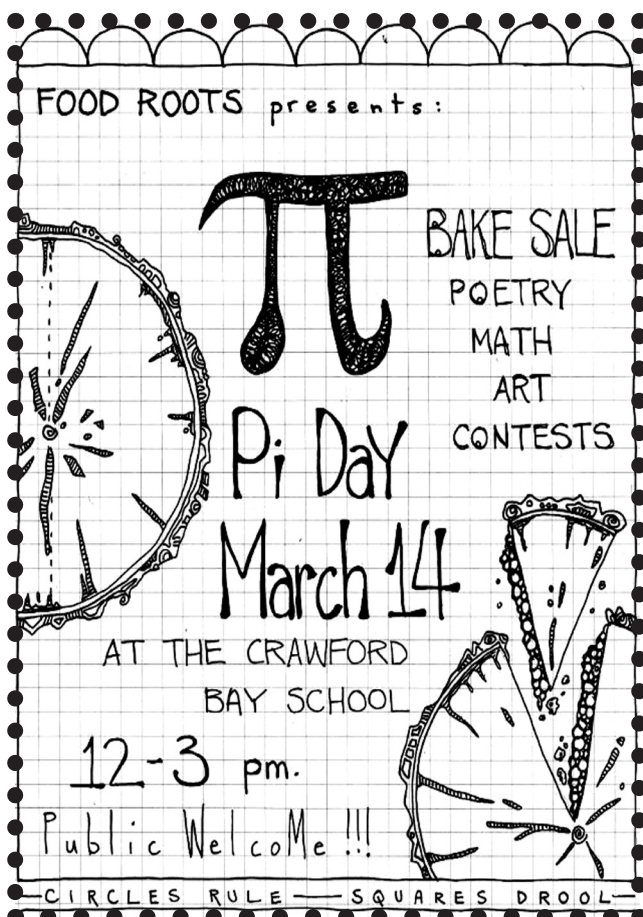 FOOD ROOTS presents:
π
BAKE SALE
POETRY
MATH
ART
CONTESTS
Pi DaY
March 14
AT THE CRAWFORD
BAY SCHOOL
12-3 pm.
Public WelcoMe !!!
CIRCLES RULE — SQUARES DROOL